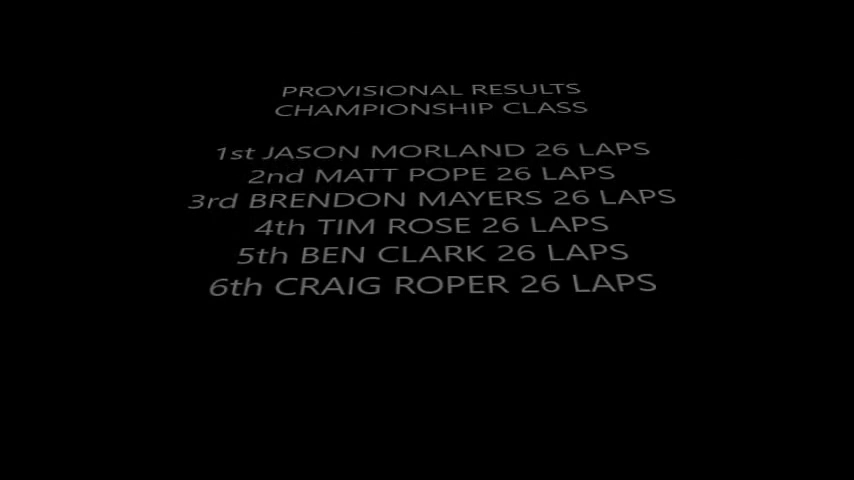 PROVISIONAL RESULTS
CHAMPIONSHIP CLASS
1st JASON MORLAND 26 LAPS
2nd MATT POPE 26 LAPS
3rd BRENDON MAYERS 26 LAPS
4th TIM ROSE 26 LAPS
5th BEN CLARK 26 LAPS
6th CRAIG ROPER 26 LAPS